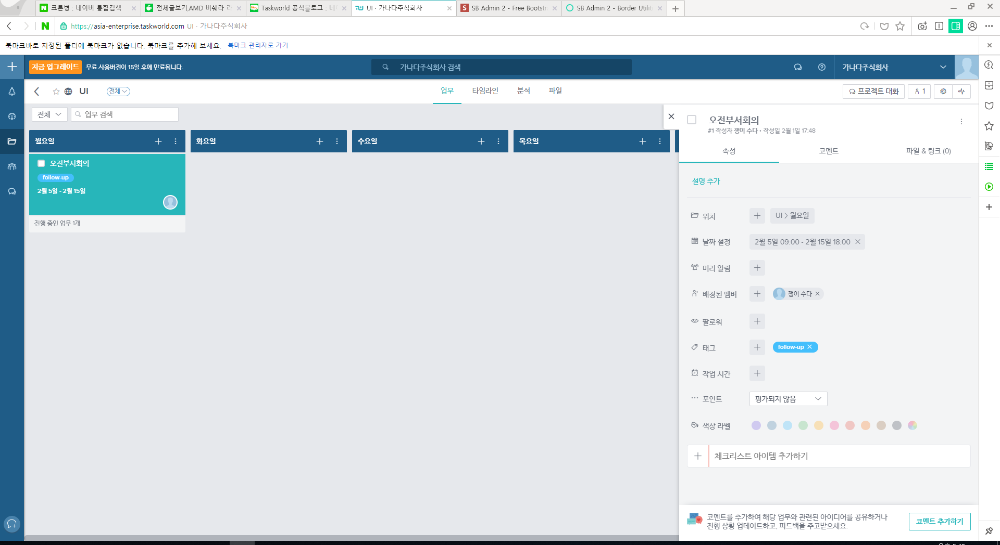 크론병 : 네이버 통합검색
전체글보기,AMD 비쉐라 라
Taskworld 공식블로그 : 네이
UI · 가나다주식회사
SB Admin 2 - Free Bootstr
SB Admin 2 - Border Utilit
https://asia-enterprise.taskworld.com UI · 가나다주식회사
북마크바로 지정된 폴더에 북마크가 없습니다. 북마크를 추가해 보세요. 북마크 관리자로 가기
지금 업그레이드 무료 사용버전이 15일 후에 만료됩니다.
가나다주식회사 검색
가나다주식회사
UI
전체
업무
타임라인
분석
파일
프로젝트 대화
1
전체
업무 검색
월요일
화요일
수요일
목요일
오전부서회의
follow-up
2월 5일 - 2월 15일
진행 중인 업무 1개
오전부서회의
#1 작성자 쟁이 수다 • 작성일 2월 1일 17:48
속성
코멘트
파일 & 링크 (0)
설명 추가
위치
UI > 월요일
날짜 설정
2월 5일 09:00 - 2월 15일 18:00
미리 알림
배정된 멤버
쟁이 수다
팔로워
태그
follow-up
작업 시간
포인트
평가되지 않음
색상 라벨
체크리스트 아이템 추가하기
코멘트를 추가하여 해당 업무와 관련된 아이디어를 공유하거나
진행 상황 업데이트하고, 피드백을 주고받으세요.
코멘트 추가하기